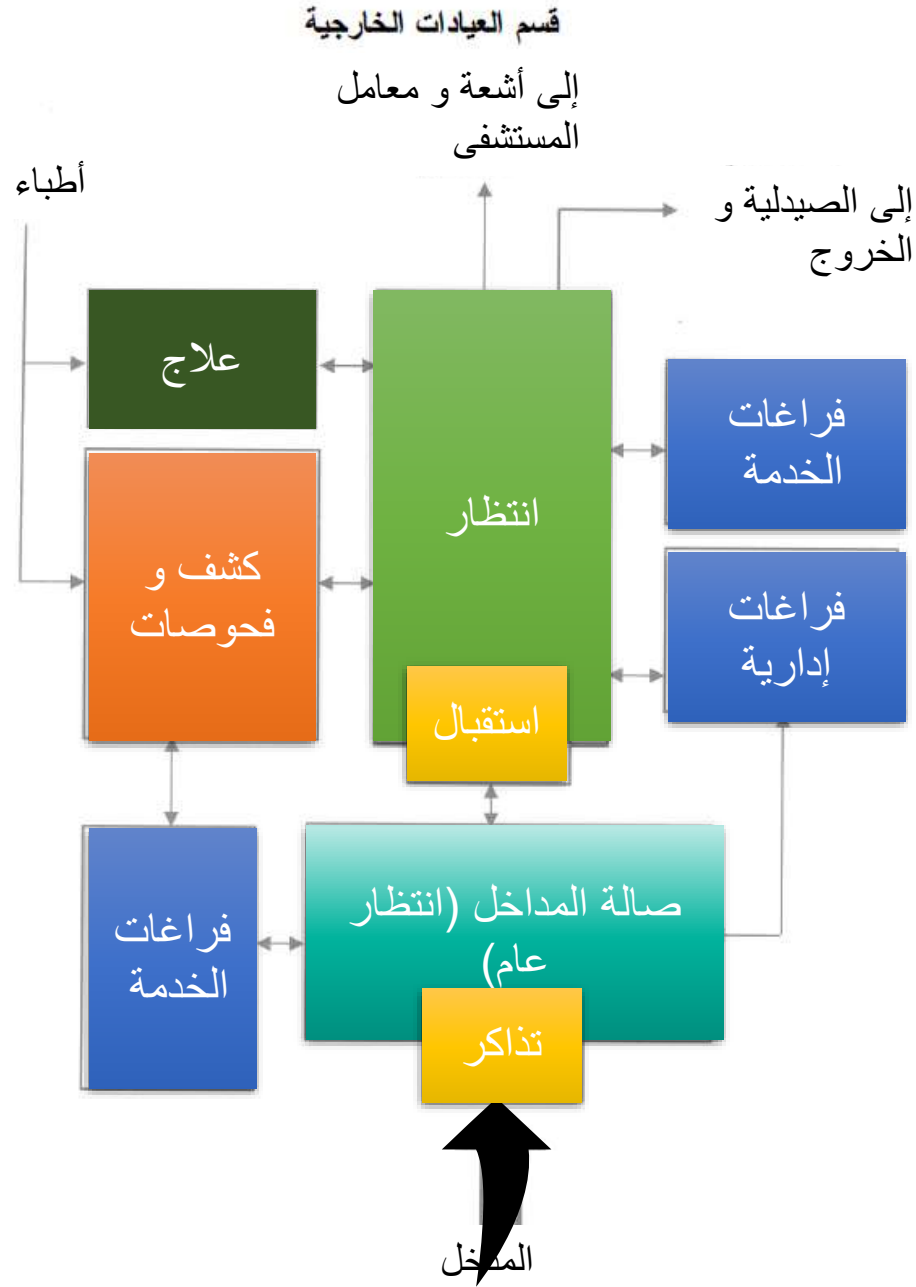 قسم العيادات الخارجية
إلى أشعة و معامل
المستشفى
أطباء
إلى الصيدلية و
الخروج
علاج
فراغات
الخدمة
انتظار
كشف و
فحوصات
فراغات
إدارية
استقبال
صالة المداخل (انتظار
عام)
فراغات
الخدمة
تذاكر
المدخل